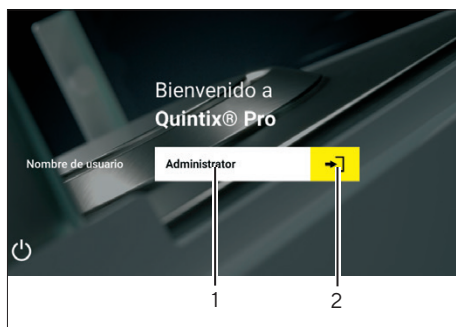 Bienvenido a
Quintix® Pro
Nombre de usuario
Administrator
1
2